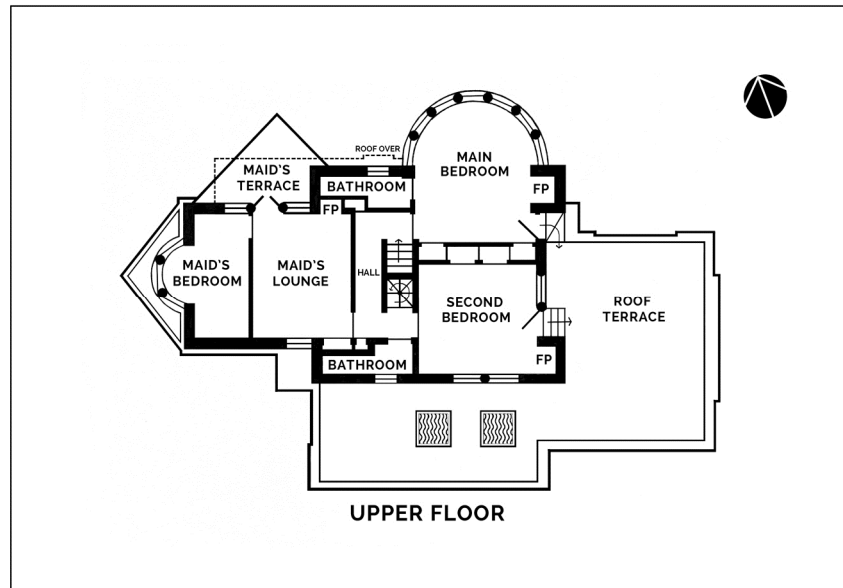 ROOF OVER
MAID'S
TERRACE
BATHROOM
MAIN
BEDROOM
FP
FP
MAID'S
BEDROOM
MAID'S
LOUNGE
HALL
SECOND
BEDROOM
ROOF
TERRACE
BATHROOM
FP
UPPER FLOOR